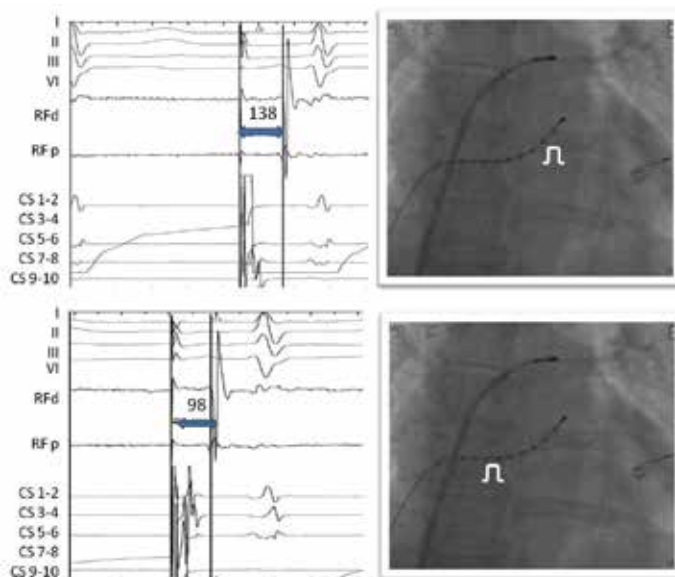 I
II
III
VI
RFd
RF p
138
CS 1-2
CS 3-4
CS 5-6
CS 7-8
CS 9-10
I
II
III
VI
RFd
RF p
98
CS 1-2
CS 3-4
CS 5-6
CS 7-8
CS 9-10